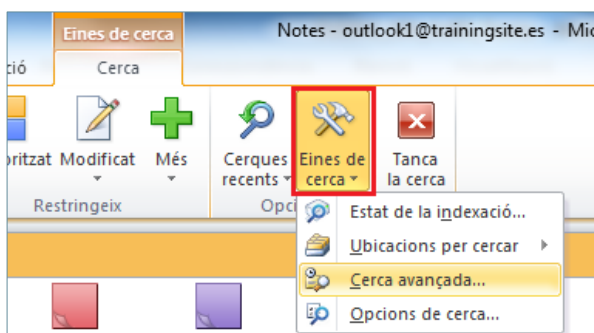 Eines de cerca
Notes - outlook1@trainingsite.es - Mic
ció
Cerca
oritzat
Modificat
Més
Cerques
recents
Eines de
cerca
Tanca
la cerca
Restringeix
Opci
Estat de la indexació...
Ubicacions per cercar
Cerca avançada...
Opcions de cerca...